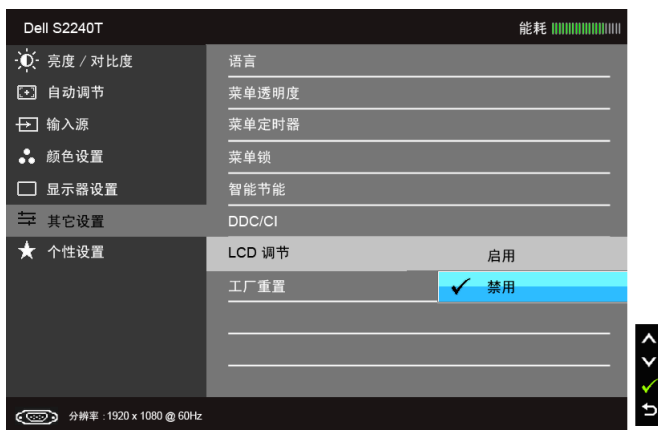 Dell S2240T
能耗
亮度 / 对比度
自动调节
输入源
颜色设置
显示器设置
其它设置
个性设置
语言
菜单透明度
菜单定时器
菜单锁
智能节能
DDC/CI
LCD 调节
启用
工厂重置
禁用
分辨率 : 1920 x 1080 @ 60Hz